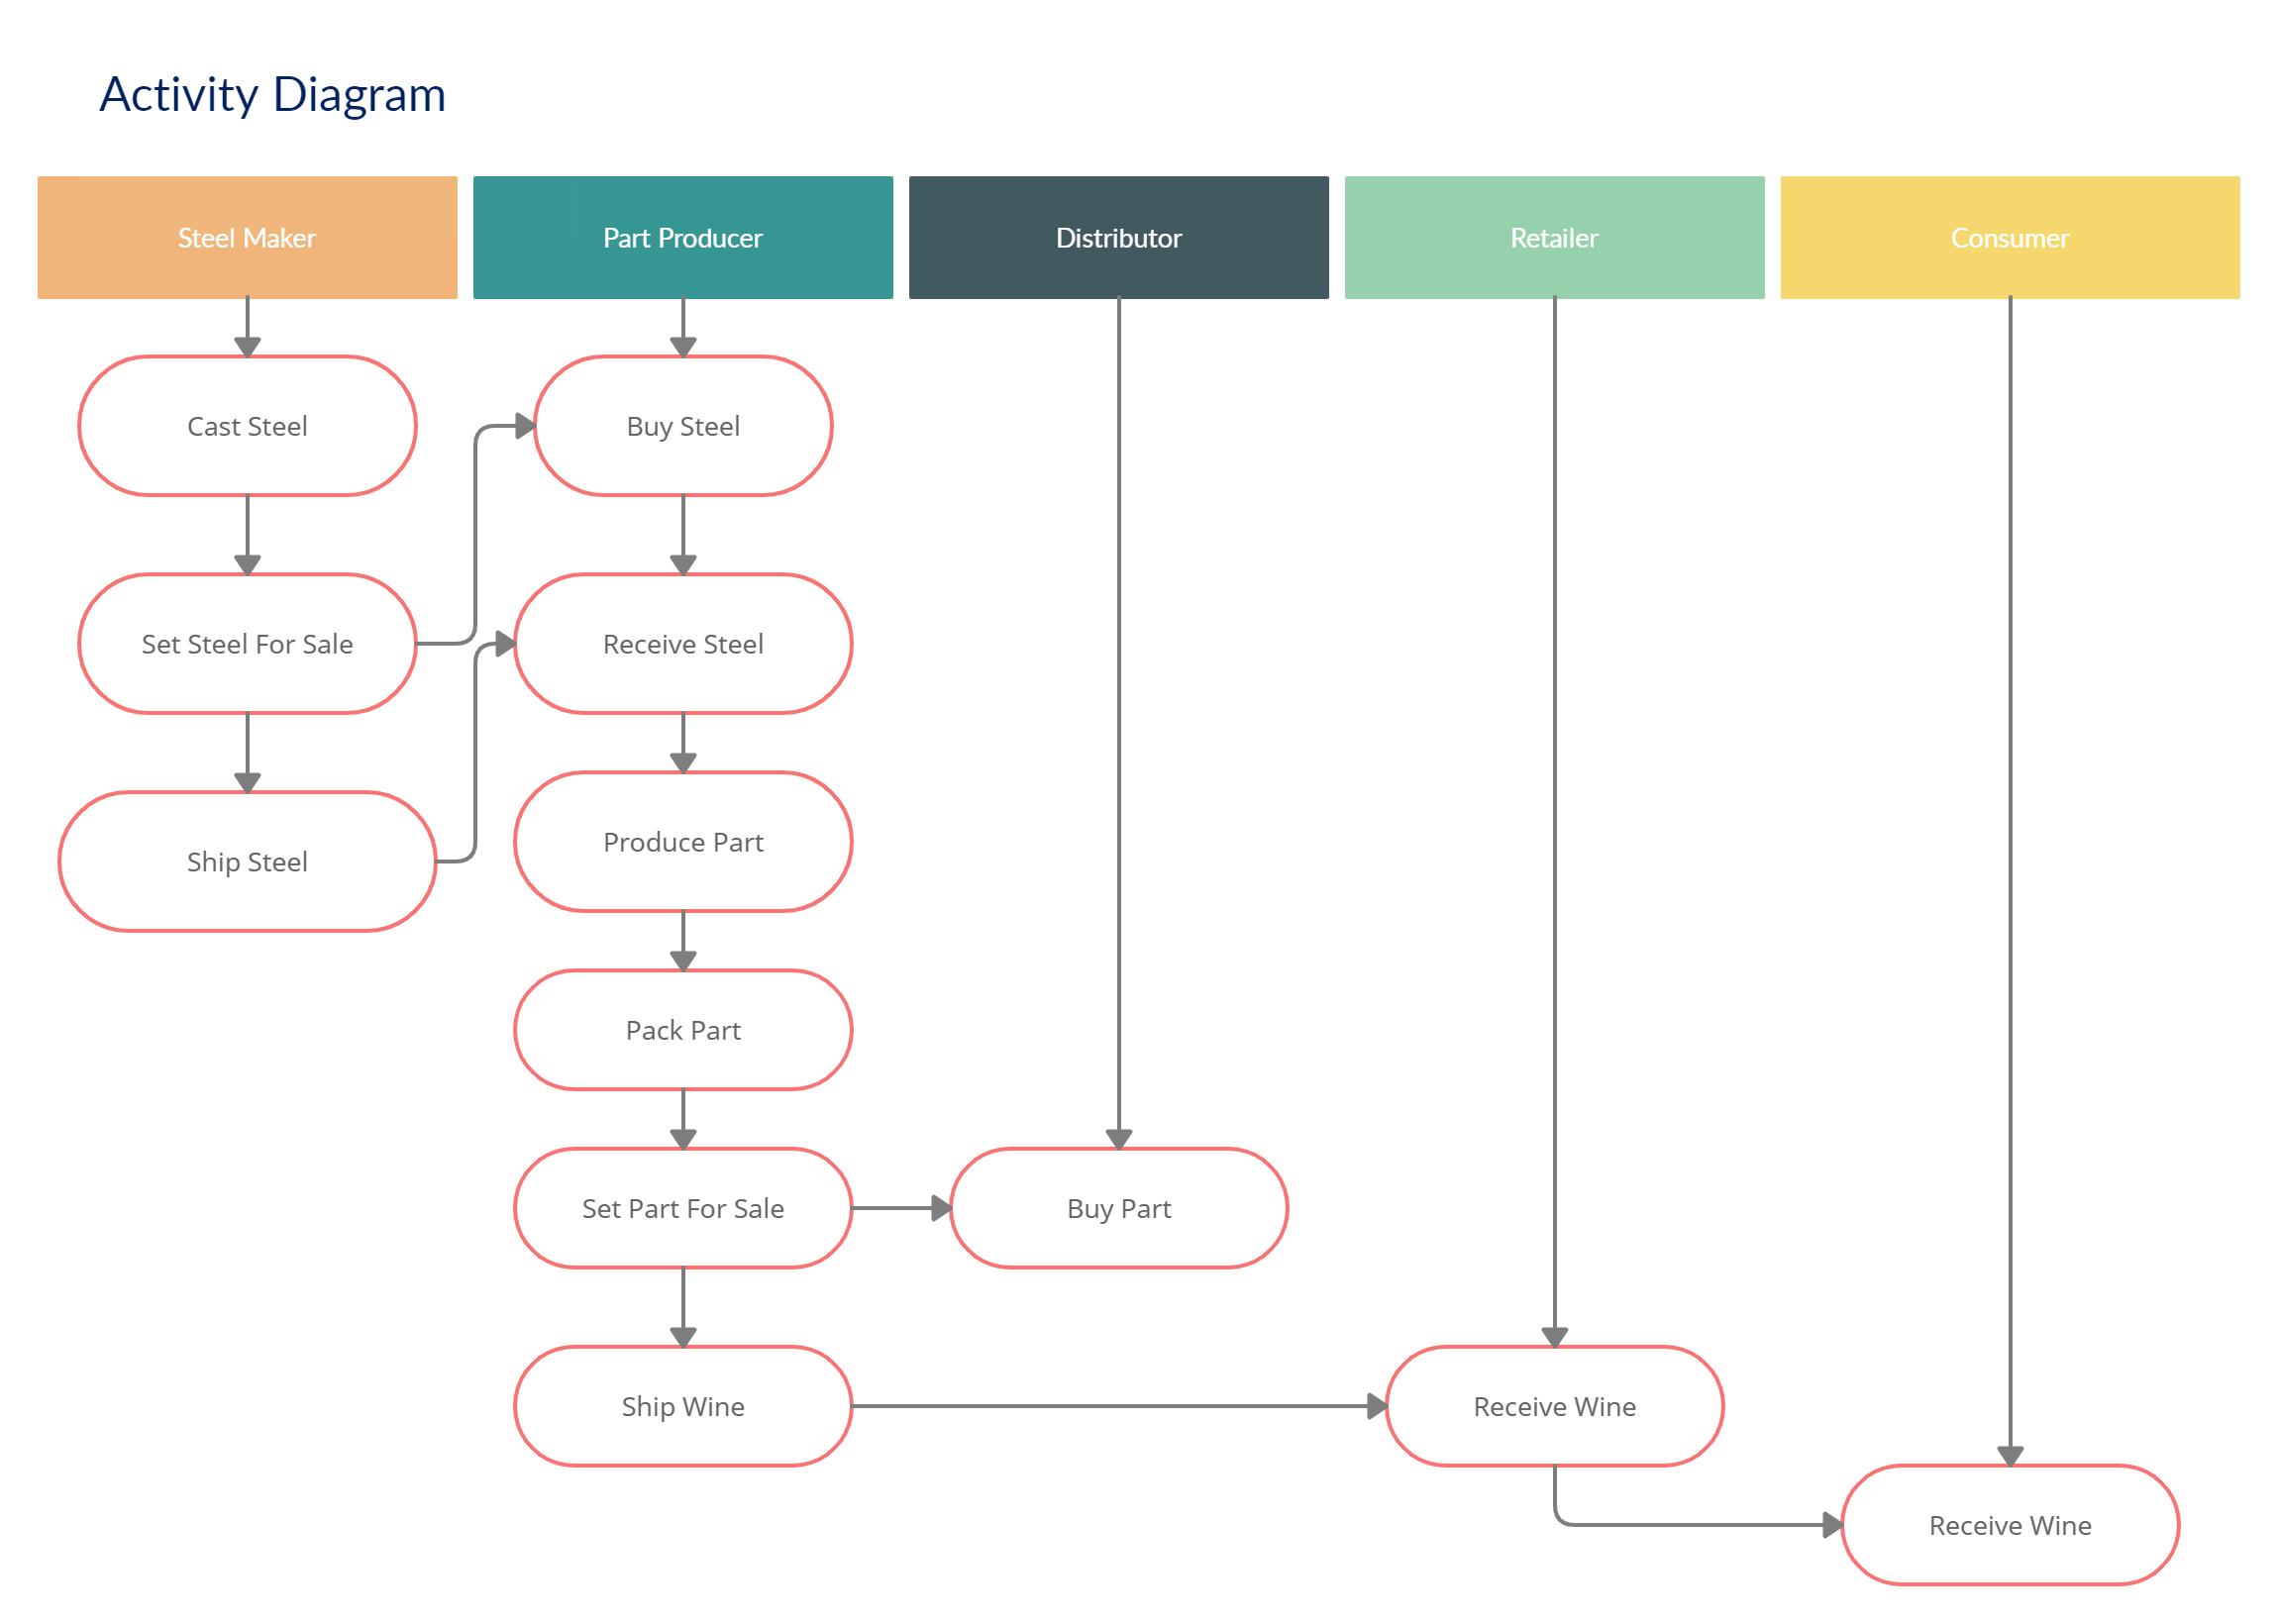 Activity Diagram
Steel Maker
Part Producer
Distributor
Retailer
Consumer
Cast Steel
Buy Steel
Set Steel For Sale
Receive Steel
Produce Part
Ship Steel
Pack Part
Set Part For Sale
Buy Part
Ship Wine
Receive Wine
Receive Wine